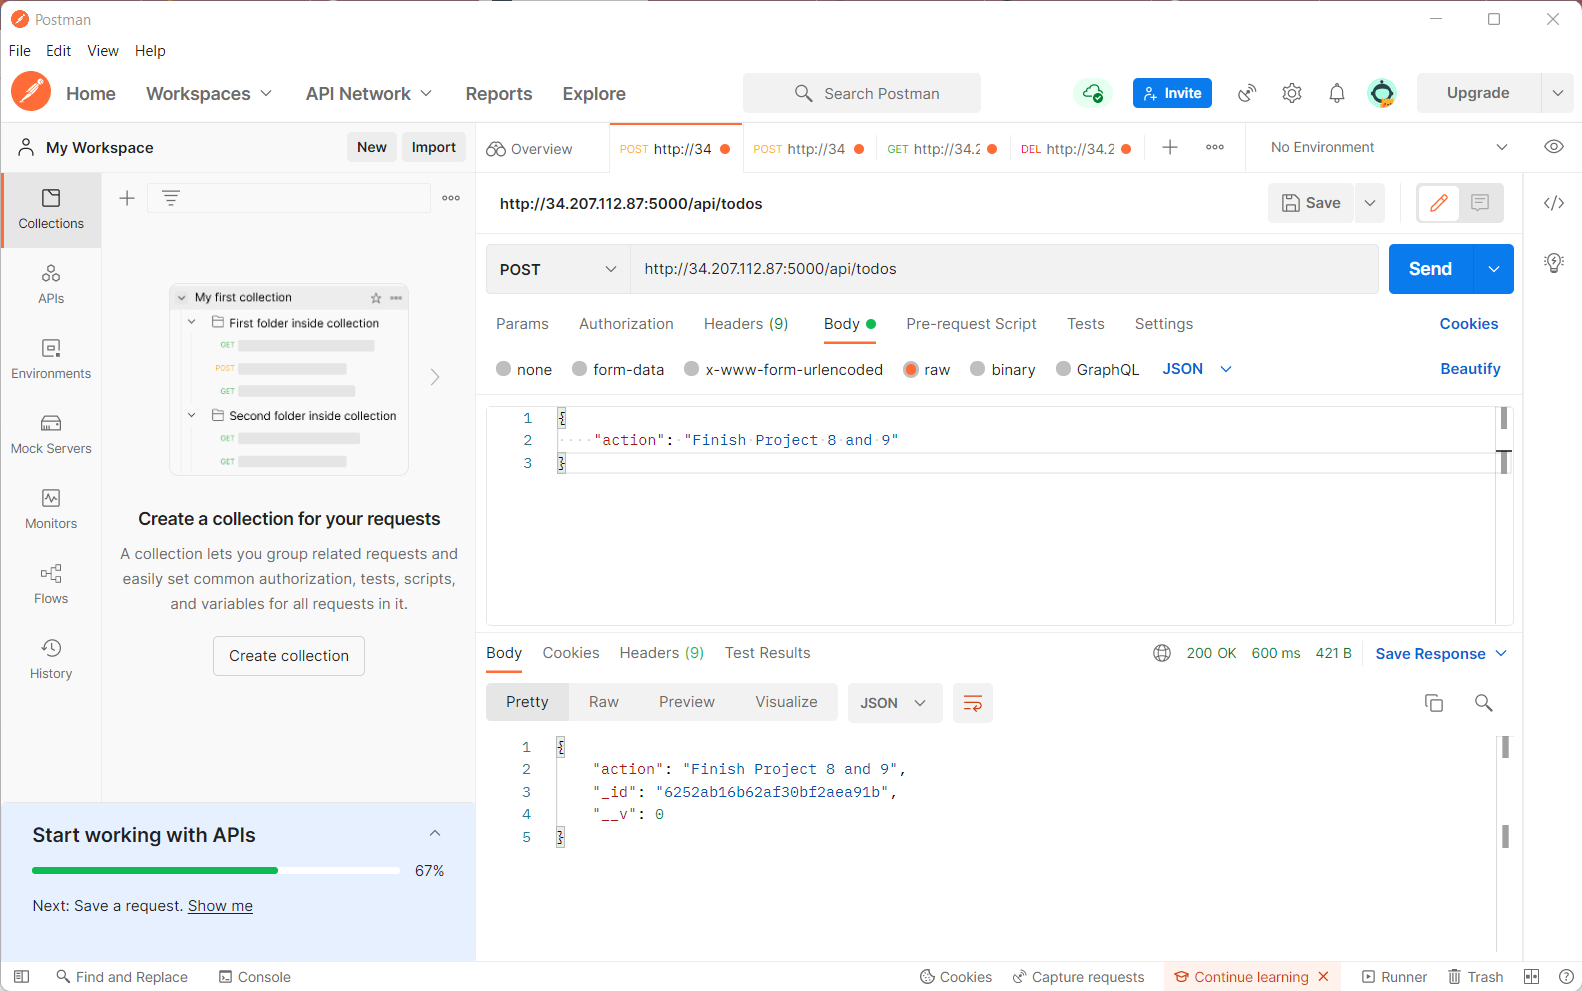 Postman
File Edit View Help
Home Workspaces API Network Reports Explore Search Postman Invite Upgrade
My Workspace New Import Overview POST http://34 POST http://34 GET http://34.2 DEL http://34.2 No Environment
Collections
APIs
Environments
Mock Servers
Monitors
Flows
History
My first collection
First folder inside collection
GET
POST
GET
Second folder inside collection
GET
GET
Create a collection for your requests
A collection lets you group related requests and
easily set common authorization, tests, scripts,
and variables for all requests in it.
Create collection
Start working with APIs
67%
Next: Save a request. Show me
http://34.207.112.87:5000/api/todos Save
POST http://34.207.112.87:5000/api/todos Send
Params Authorization Headers (9) Body Pre-request Script Tests Settings Cookies
none form-data x-www-form-urlencoded raw binary GraphQL JSON Beautify
1 {
2 "action": "Finish Project 8 and 9"
3 }
Body Cookies Headers (9) Test Results 200 OK 600 ms 421 B Save Response
Pretty Raw Preview Visualize JSON
1 {
2 "action": "Finish Project 8 and 9",
3 "_id": "6252ab16b62af30bf2aea91b",
4 "__v": 0
5 }
Find and Replace Console Cookies Capture requests Continue learning Runner Trash